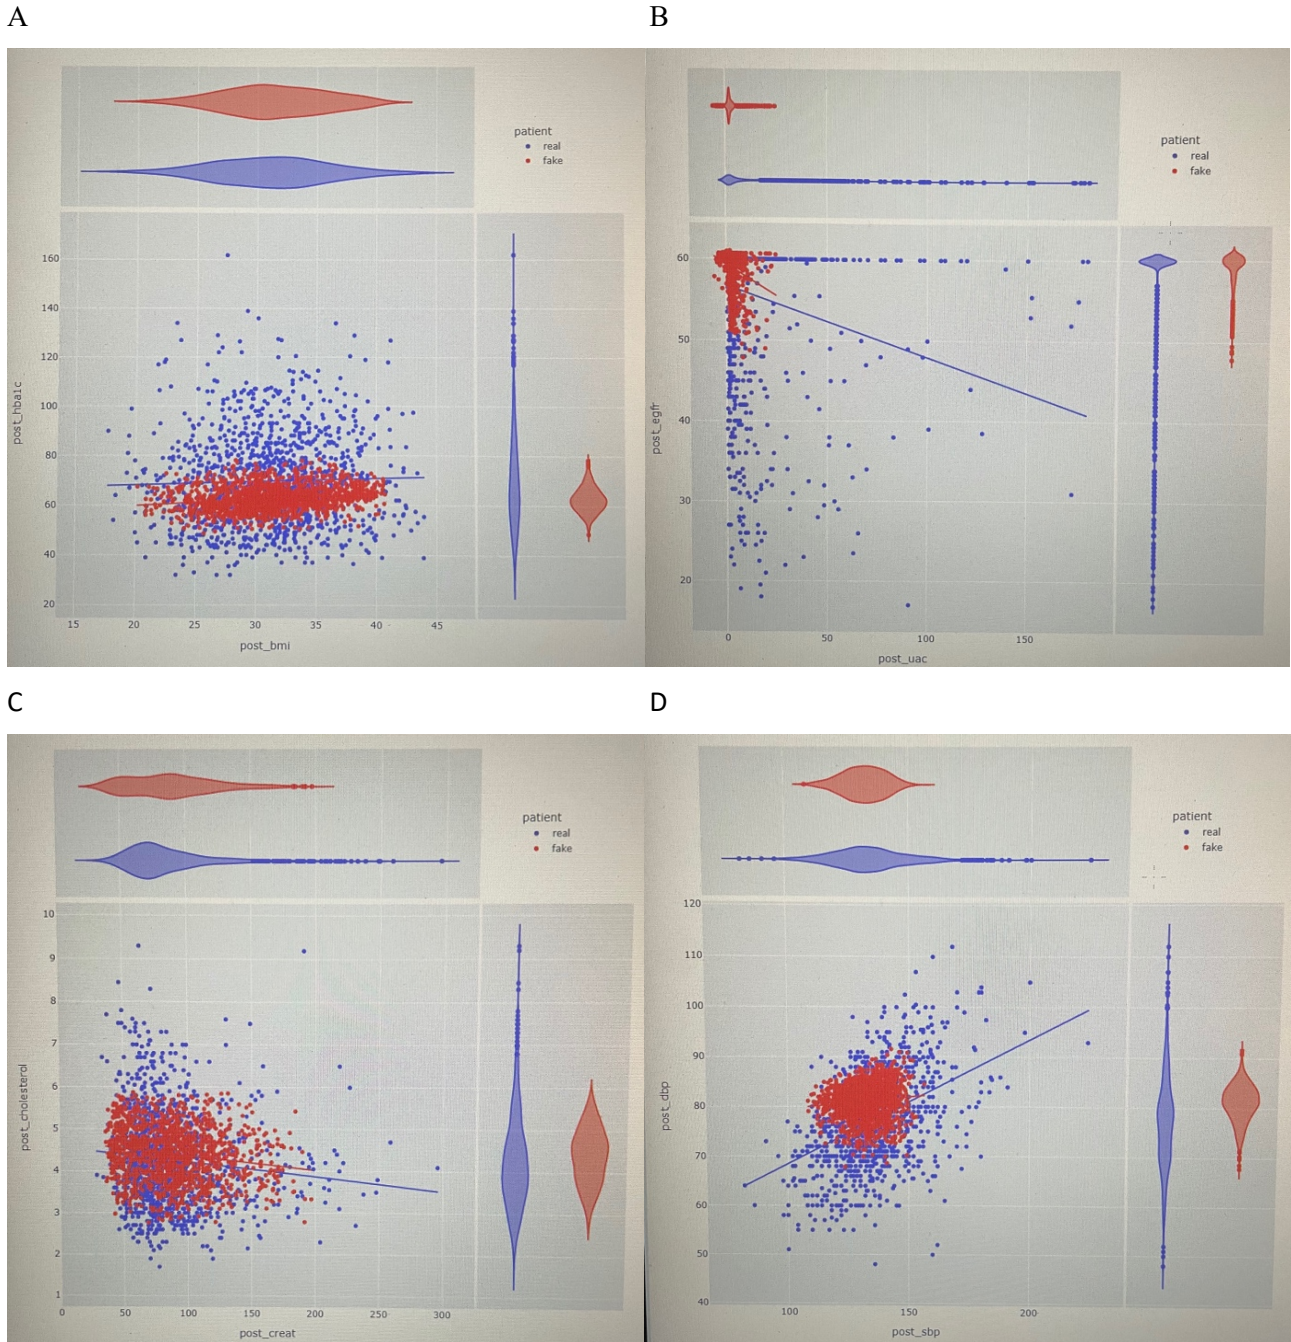 A
B
patient
real
fake
160
140
120
100
80
60
40
20
post_hba1c
15 20 25 30 35 40 45
post_bmi
patient
real
fake
60
50
40
30
20
post_egfr
0 50 100 150
post_uac
C
D
patient
real
fake
10
9
8
7
6
5
4
3
2
1
post_cholesterol
0 50 100 150 200 250 300
post_creat
patient
real
fake
120
110
100
90
80
70
60
50
40
post_dbp
100 150 200
post_sbp